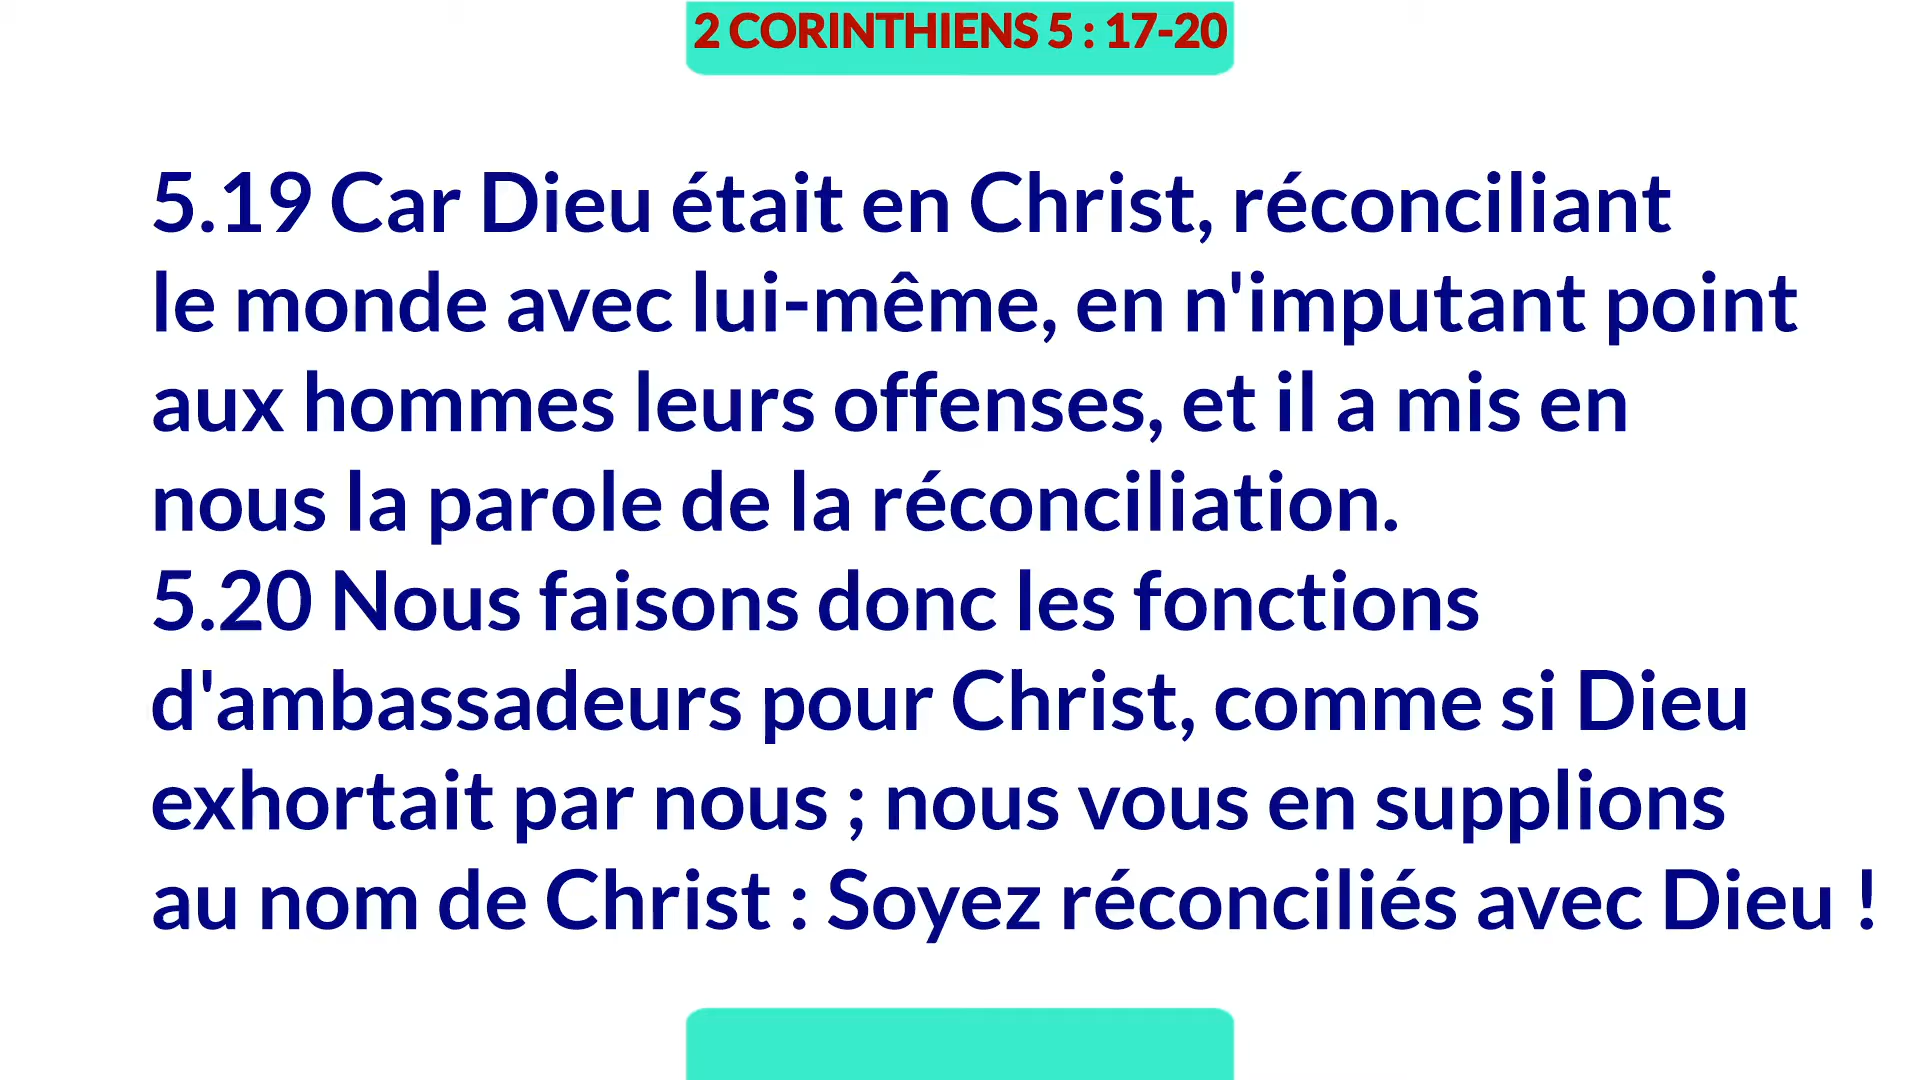 2 CORINTHIENS 5 : 17-20
5.19 Car Dieu était en Christ, réconciliant
le monde avec lui-même, en n'imputant point
aux hommes leurs offenses, et il a mis en
nous la parole de la réconciliation.
5.20 Nous faisons donc les fonctions
d'ambassadeurs pour Christ, comme si Dieu
exhortait par nous ; nous vous en supplions
au nom de Christ : Soyez réconciliés avec Dieu !